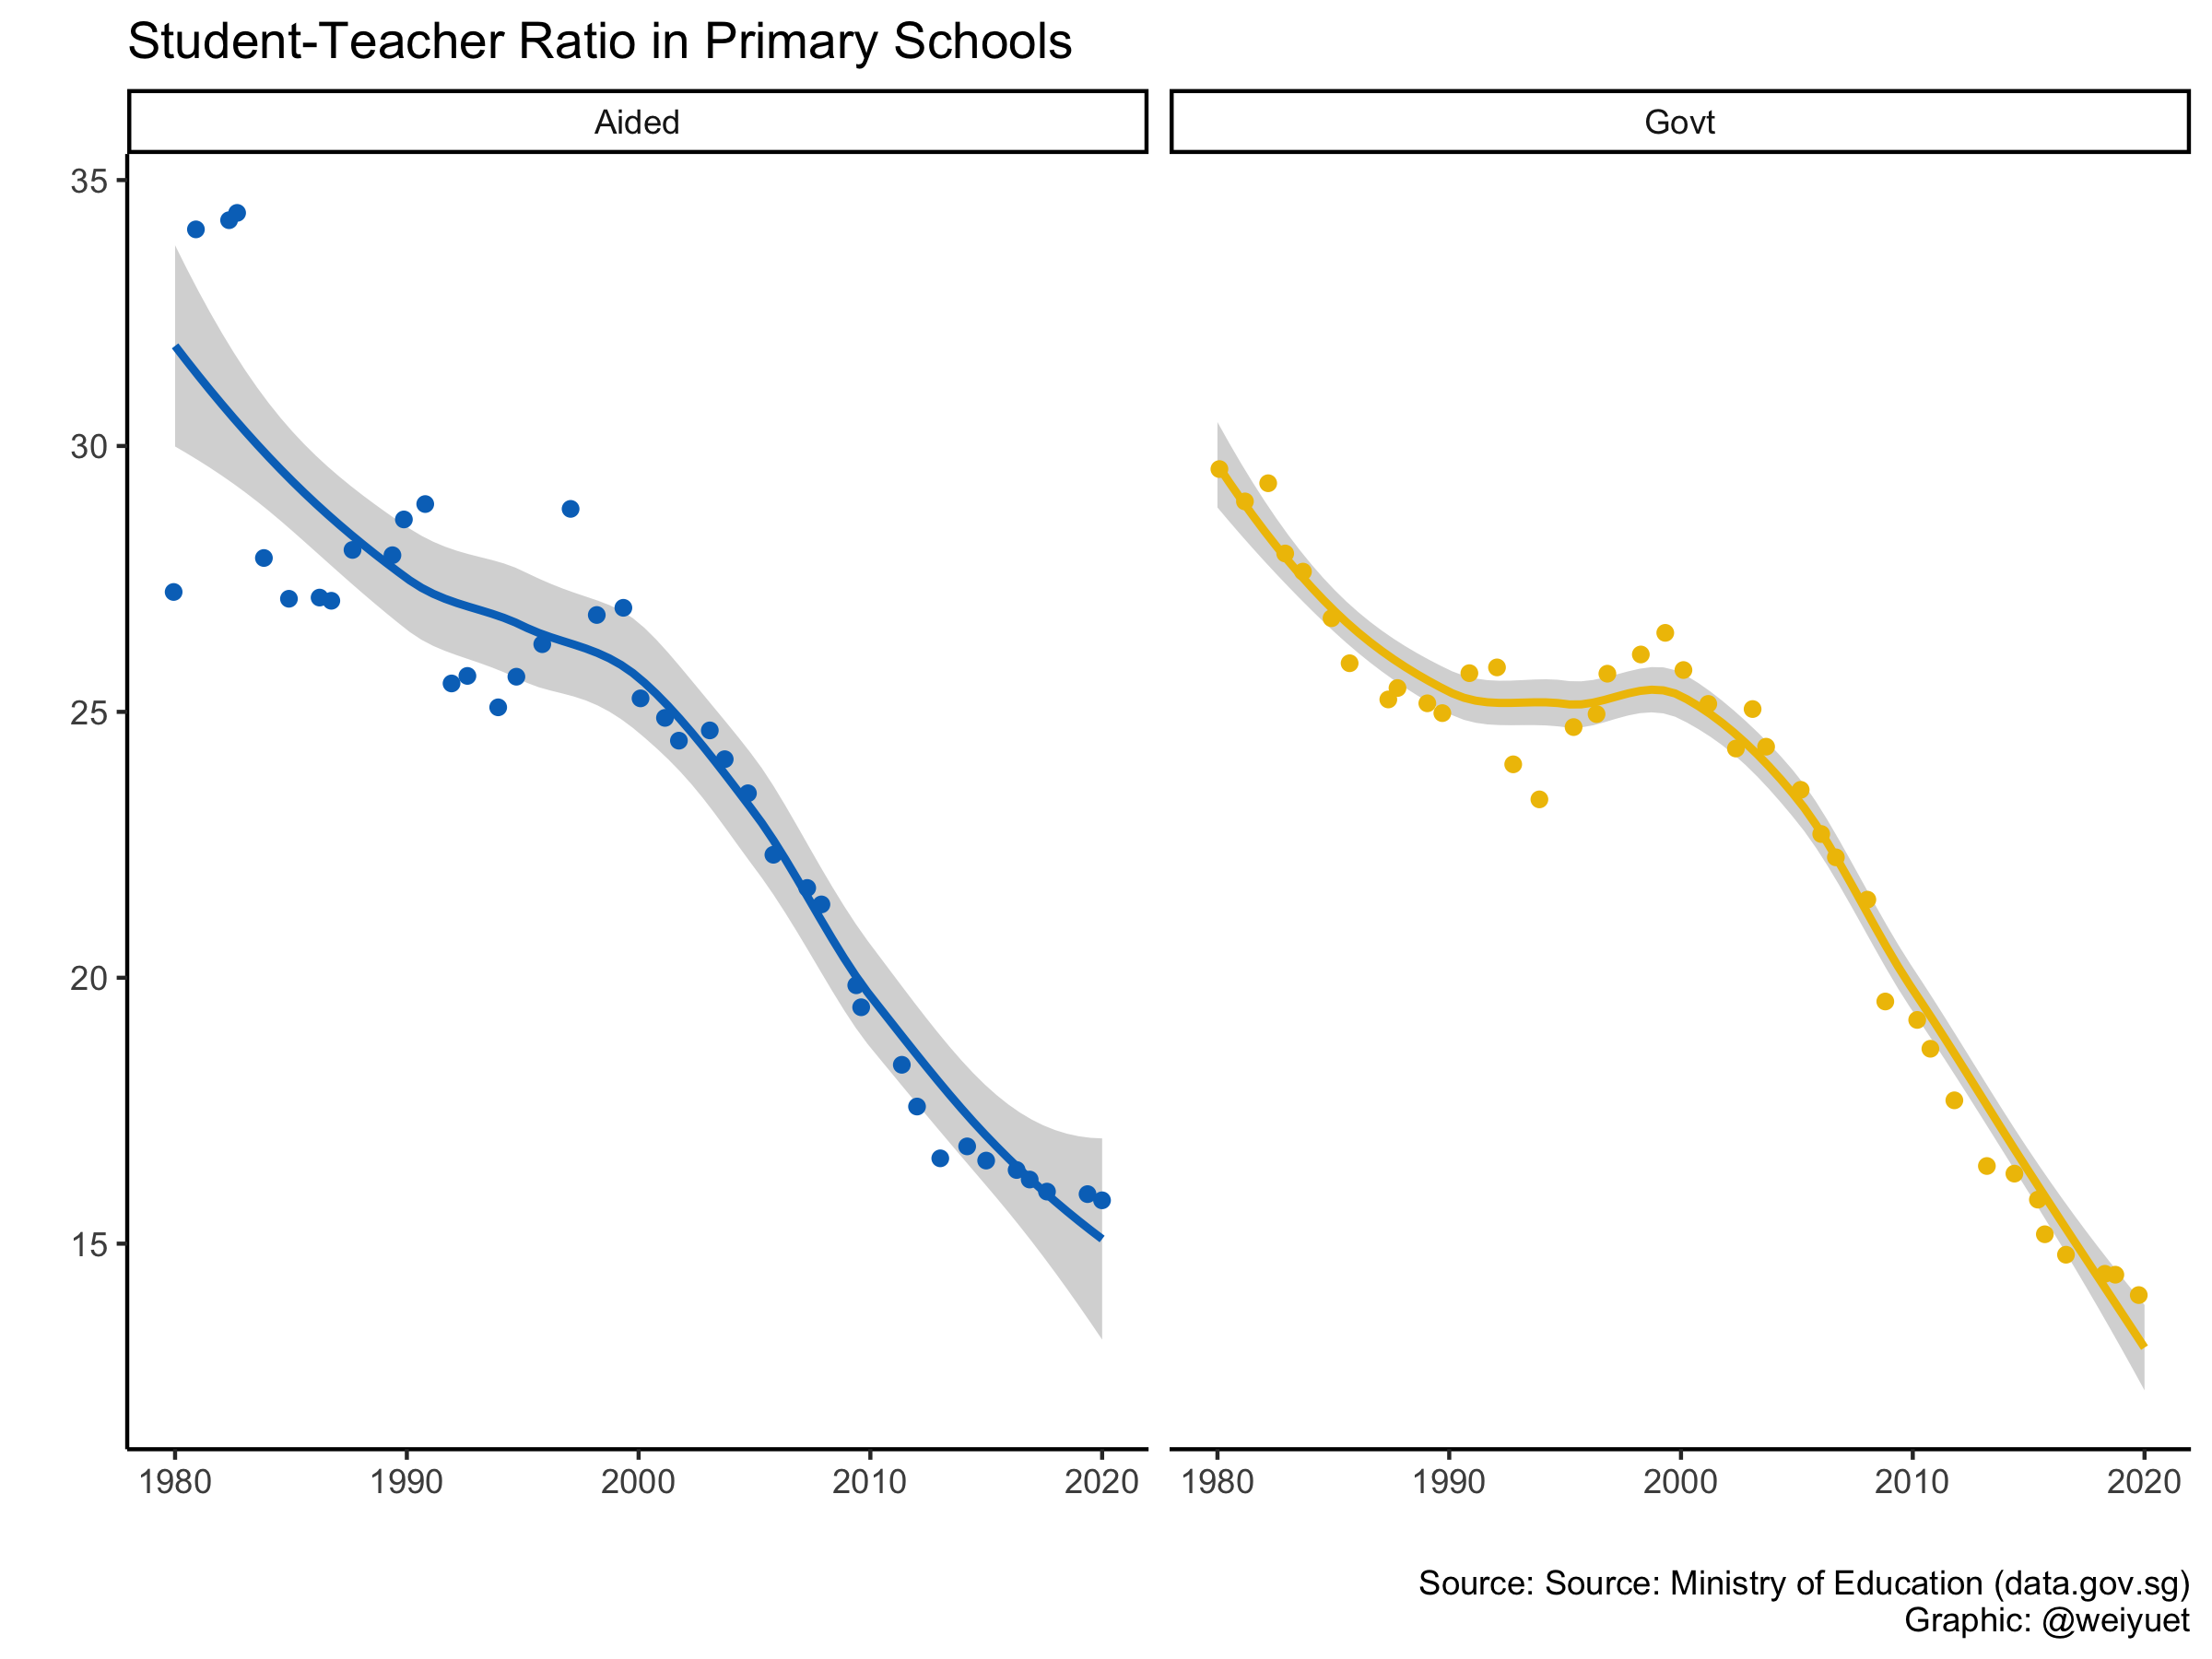 Student-Teacher Ratio in Primary Schools
Aided
Govt
35
30
25
20
15
1980 1990 2000 2010 2020
1980 1990 2000 2010 2020
Source: Source: Ministry of Education (data.gov.sg)
Graphic: @weiyuet